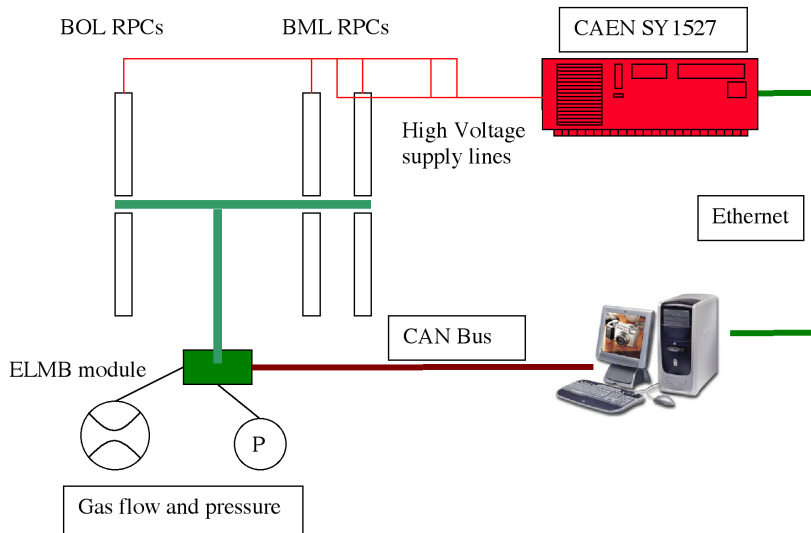 BOL RPCs
BML RPCs
CAEN SY1527
High Voltage
supply lines
Ethernet
CAN Bus
ELMB module
P
Gas flow and pressure